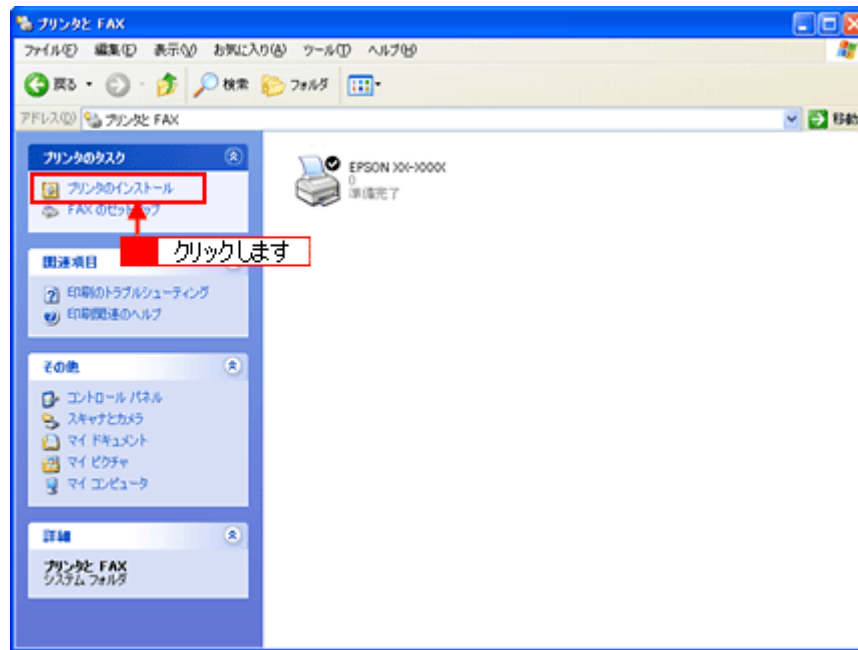 プリンタと FAX
ファイル(F) 編集(E) 表示(V) お気に入り(A) ツール(T) ヘルプ(H)
戻る 検索 フォルダ
アドレス(D) プリンタと FAX 移動
プリンタのタスク
プリンタのインストール
FAX のセットアップ
クリックします
関連項目
印刷のトラブルシューティング
印刷関連のヘルプ
その他
コントロール パネル
スキャナとカメラ
マイ ドキュメント
マイ ピクチャ
マイ コンピュータ
詳細
プリンタと FAX
システム フォルダ
EPSON XX-XXXX
0
準備完了